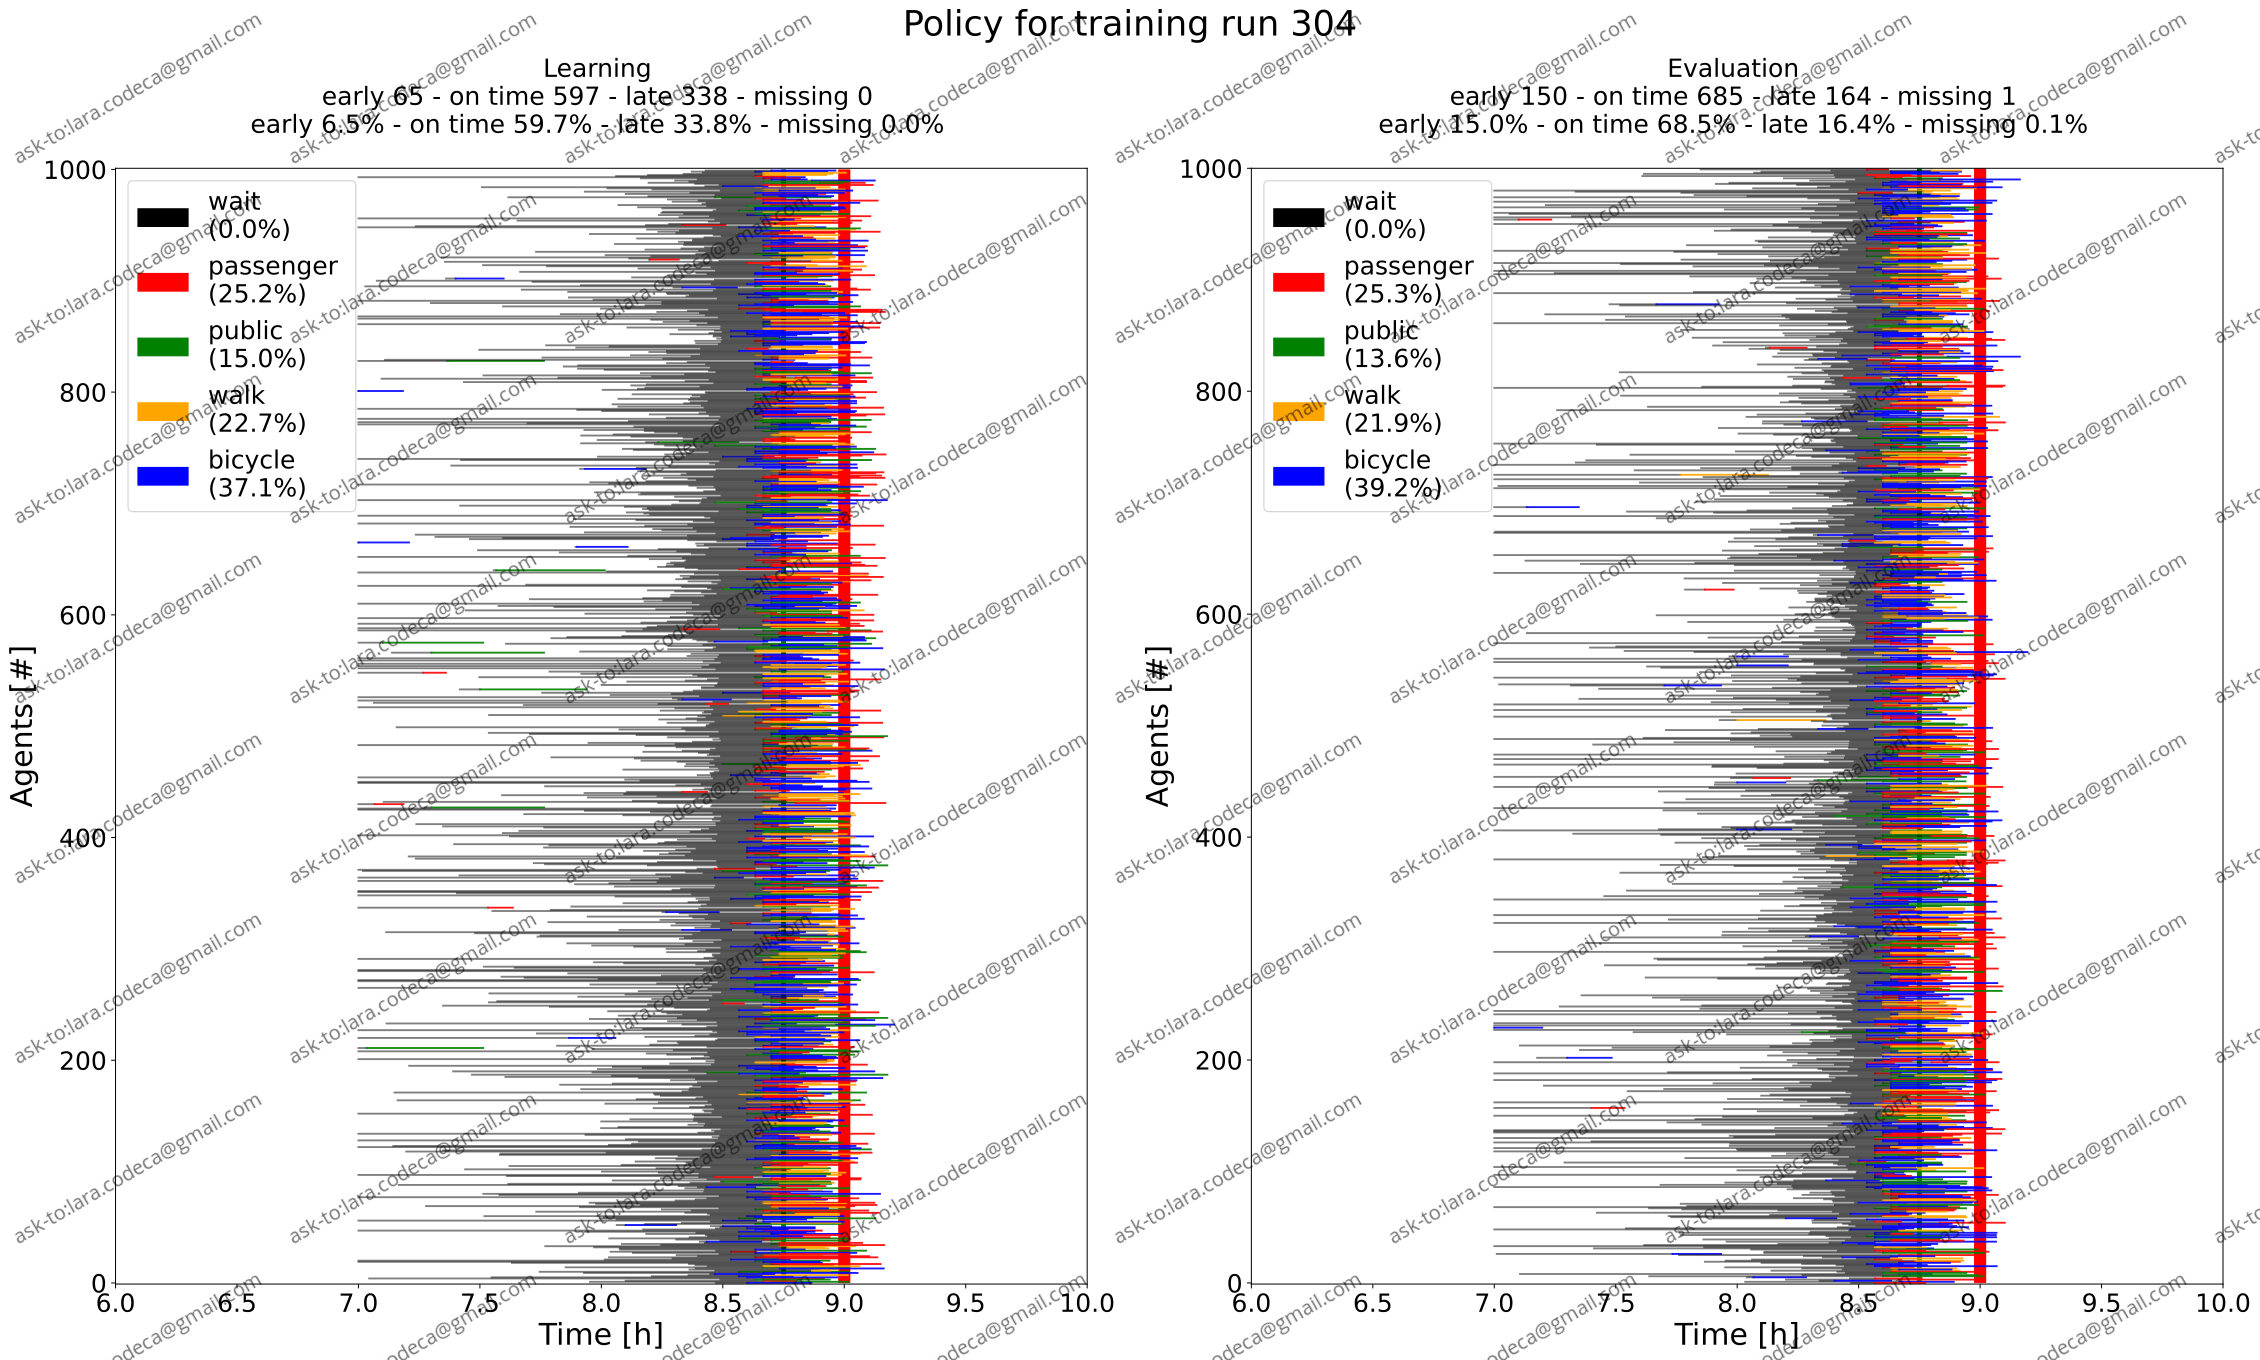 Policy for training run 304
Learning
early 65 - on time 597 - late 338 - missing 0
early 6.5% - on time 59.7% - late 33.8% - missing 0.0%
Evaluation
early 150 - on time 685 - late 164 - missing 1
early 15.0% - on time 68.5% - late 16.4% - missing 0.1%
1000
800
600
400
200
0
Agents [#]
wait
(0.0%)
passenger
(25.2%)
public
(15.0%)
walk
(22.7%)
bicycle
(37.1%)
6.0 6.5 7.0 7.5 8.0 8.5 9.0 9.5 10.0
Time [h]
1000
800
600
400
200
0
Agents [#]
wait
(0.0%)
passenger
(25.3%)
public
(13.6%)
walk
(21.9%)
bicycle
(39.2%)
6.0 6.5 7.0 7.5 8.0 8.5 9.0 9.5 10.0
Time [h]
ask-to:lara.codeca@gmail.com